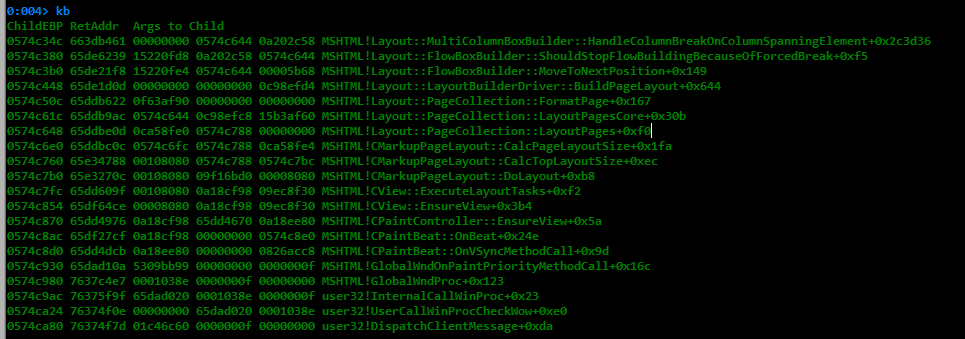 0:004> kb
ChildEBP RetAddr  Args to Child
0574c34c 663db461 00000000 0574c644 0a202c58 MSHTML!Layout::MultiColumnBoxBuilder::HandleColumnBreakOnColumnSpanningElement+0x2c3d36
0574c380 65de6239 15220fd8 0a202c58 0574c644 MSHTML!Layout::FlowBoxBuilder::ShouldStopFlowBuildingBecauseOfForcedBreak+0xf5
0574c3b0 65de21f8 15220fe4 0574c644 00005b68 MSHTML!Layout::FlowBoxBuilder::MoveToNextPosition+0x149
0574c448 65de1d0d 00000000 00000000 0c98efd4 MSHTML!Layout::LayoutBuilderDriver::BuildPageLayout+0x644
0574c50c 65ddb622 0f63af90 00000000 00000000 MSHTML!Layout::PageCollection::FormatPage+0x167
0574c61c 65ddb9ac 0574c644 0c98efc8 15b3af60 MSHTML!Layout::PageCollection::LayoutPagesCore+0x30b
0574c648 65ddbe0d 0ca58fe0 0574c788 00000000 MSHTML!Layout::PageCollection::LayoutPages+0xf0
0574c6e0 65ddbc0c 0574c6fc 0574c788 0ca58fe4 MSHTML!CMarkupPageLayout::CalcPageLayoutSize+0x1fa
0574c760 65e34788 00108080 0574c788 0574c7bc MSHTML!CMarkupPageLayout::CalcTopLayoutSize+0xec
0574c7b0 65e3270c 00108080 09f16bd0 00008080 MSHTML!CMarkupPageLayout::DoLayout+0xb8
0574c7fc 65dd609f 00108080 0a18cf98 09ec8f30 MSHTML!CView::ExecuteLayoutTasks+0xf2
0574c854 65df64ce 00008080 0a18cf98 09ec8f30 MSHTML!CView::EnsureView+0x3b4
0574c870 65dd4976 0a18cf98 65dd4670 0a18ee80 MSHTML!CPaintController::EnsureView+0x5a
0574c8ac 65df27cf 0a18cf98 00000000 0574c8e0 MSHTML!CPaintBeat::OnBeat+0x24e
0574c8d0 65dd4dcb 0a18ee80 00000000 0826acc8 MSHTML!CPaintBeat::OnVSyncMethodCall+0x9d
0574c930 65dad10a 5309bb99 00000000 0000000f MSHTML!GlobalWndOnPaintPriorityMethodCall+0x16c
0574c980 7637c4e7 0001038e 0000000f 00000000 MSHTML!GlobalWndProc+0x123
0574c9ac 76375f9f 65dad020 0001038e 0000000f user32!InternalCallWinProc+0x23
0574ca24 76374f0e 00000000 65dad020 0001038e user32!UserCallWinProcCheckWow+0xe0
0574ca80 76374f7d 01c46c60 0000000f 00000000 user32!DispatchClientMessage+0xda